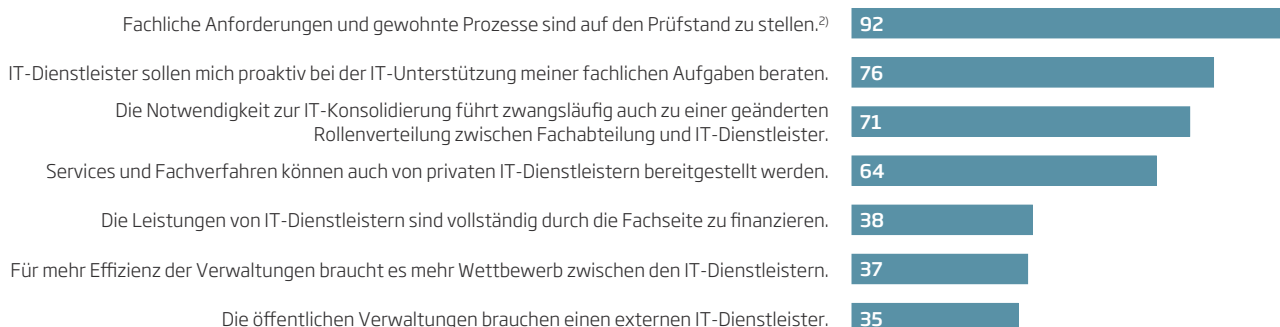 Fachliche Anforderungen und gewohnte Prozesse sind auf den Prüfstand zu stellen.²⁾ 92
IT-Dienstleister sollen mich proaktiv bei der IT-Unterstützung meiner fachlichen Aufgaben beraten. 76
Die Notwendigkeit zur IT-Konsolidierung führt zwangsläufig auch zu einer geänderten
Rollenverteilung zwischen Fachabteilung und IT-Dienstleister. 71
Services und Fachverfahren können auch von privaten IT-Dienstleistern bereitgestellt werden. 64
Die Leistungen von IT-Dienstleistern sind vollständig durch die Fachseite zu finanzieren. 38
Für mehr Effizienz der Verwaltungen braucht es mehr Wettbewerb zwischen den IT-Dienstleistern. 37
Die öffentlichen Verwaltungen brauchen einen externen IT-Dienstleister. 35